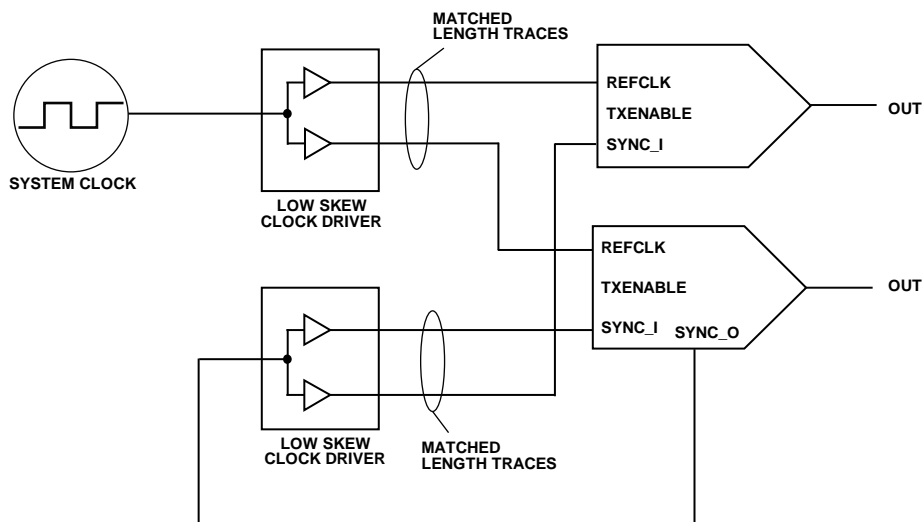 MATCHED
LENGTH TRACES
REFCLK
TXENABLE
SYNC_I
OUT
SYSTEM CLOCK
LOW SKEW
CLOCK DRIVER
REFCLK
TXENABLE
SYNC_I
SYNC_O
OUT
LOW SKEW
CLOCK DRIVER
MATCHED
LENGTH TRACES